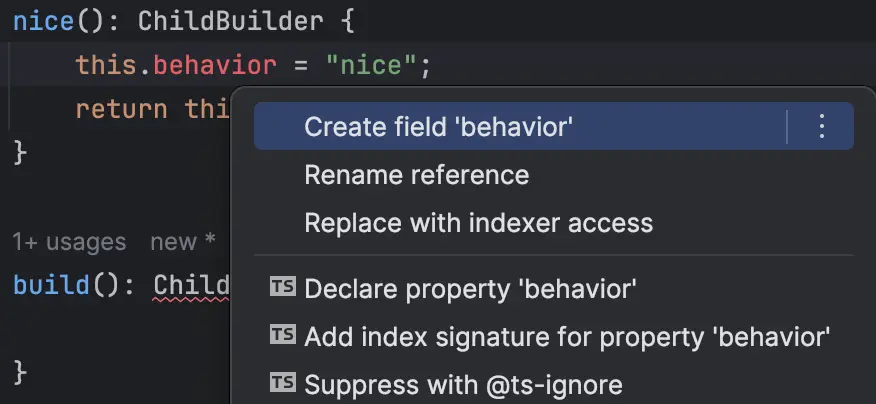 nice(): ChildBuilder {
this.behavior = "nice";
return thi
Create field 'behavior'
}
Rename reference
Replace with indexer access
1+ usages new *
build(): Child
TS Declare property 'behavior'
TS Add index signature for property 'behavior'
}
TS Suppress with @ts-ignore